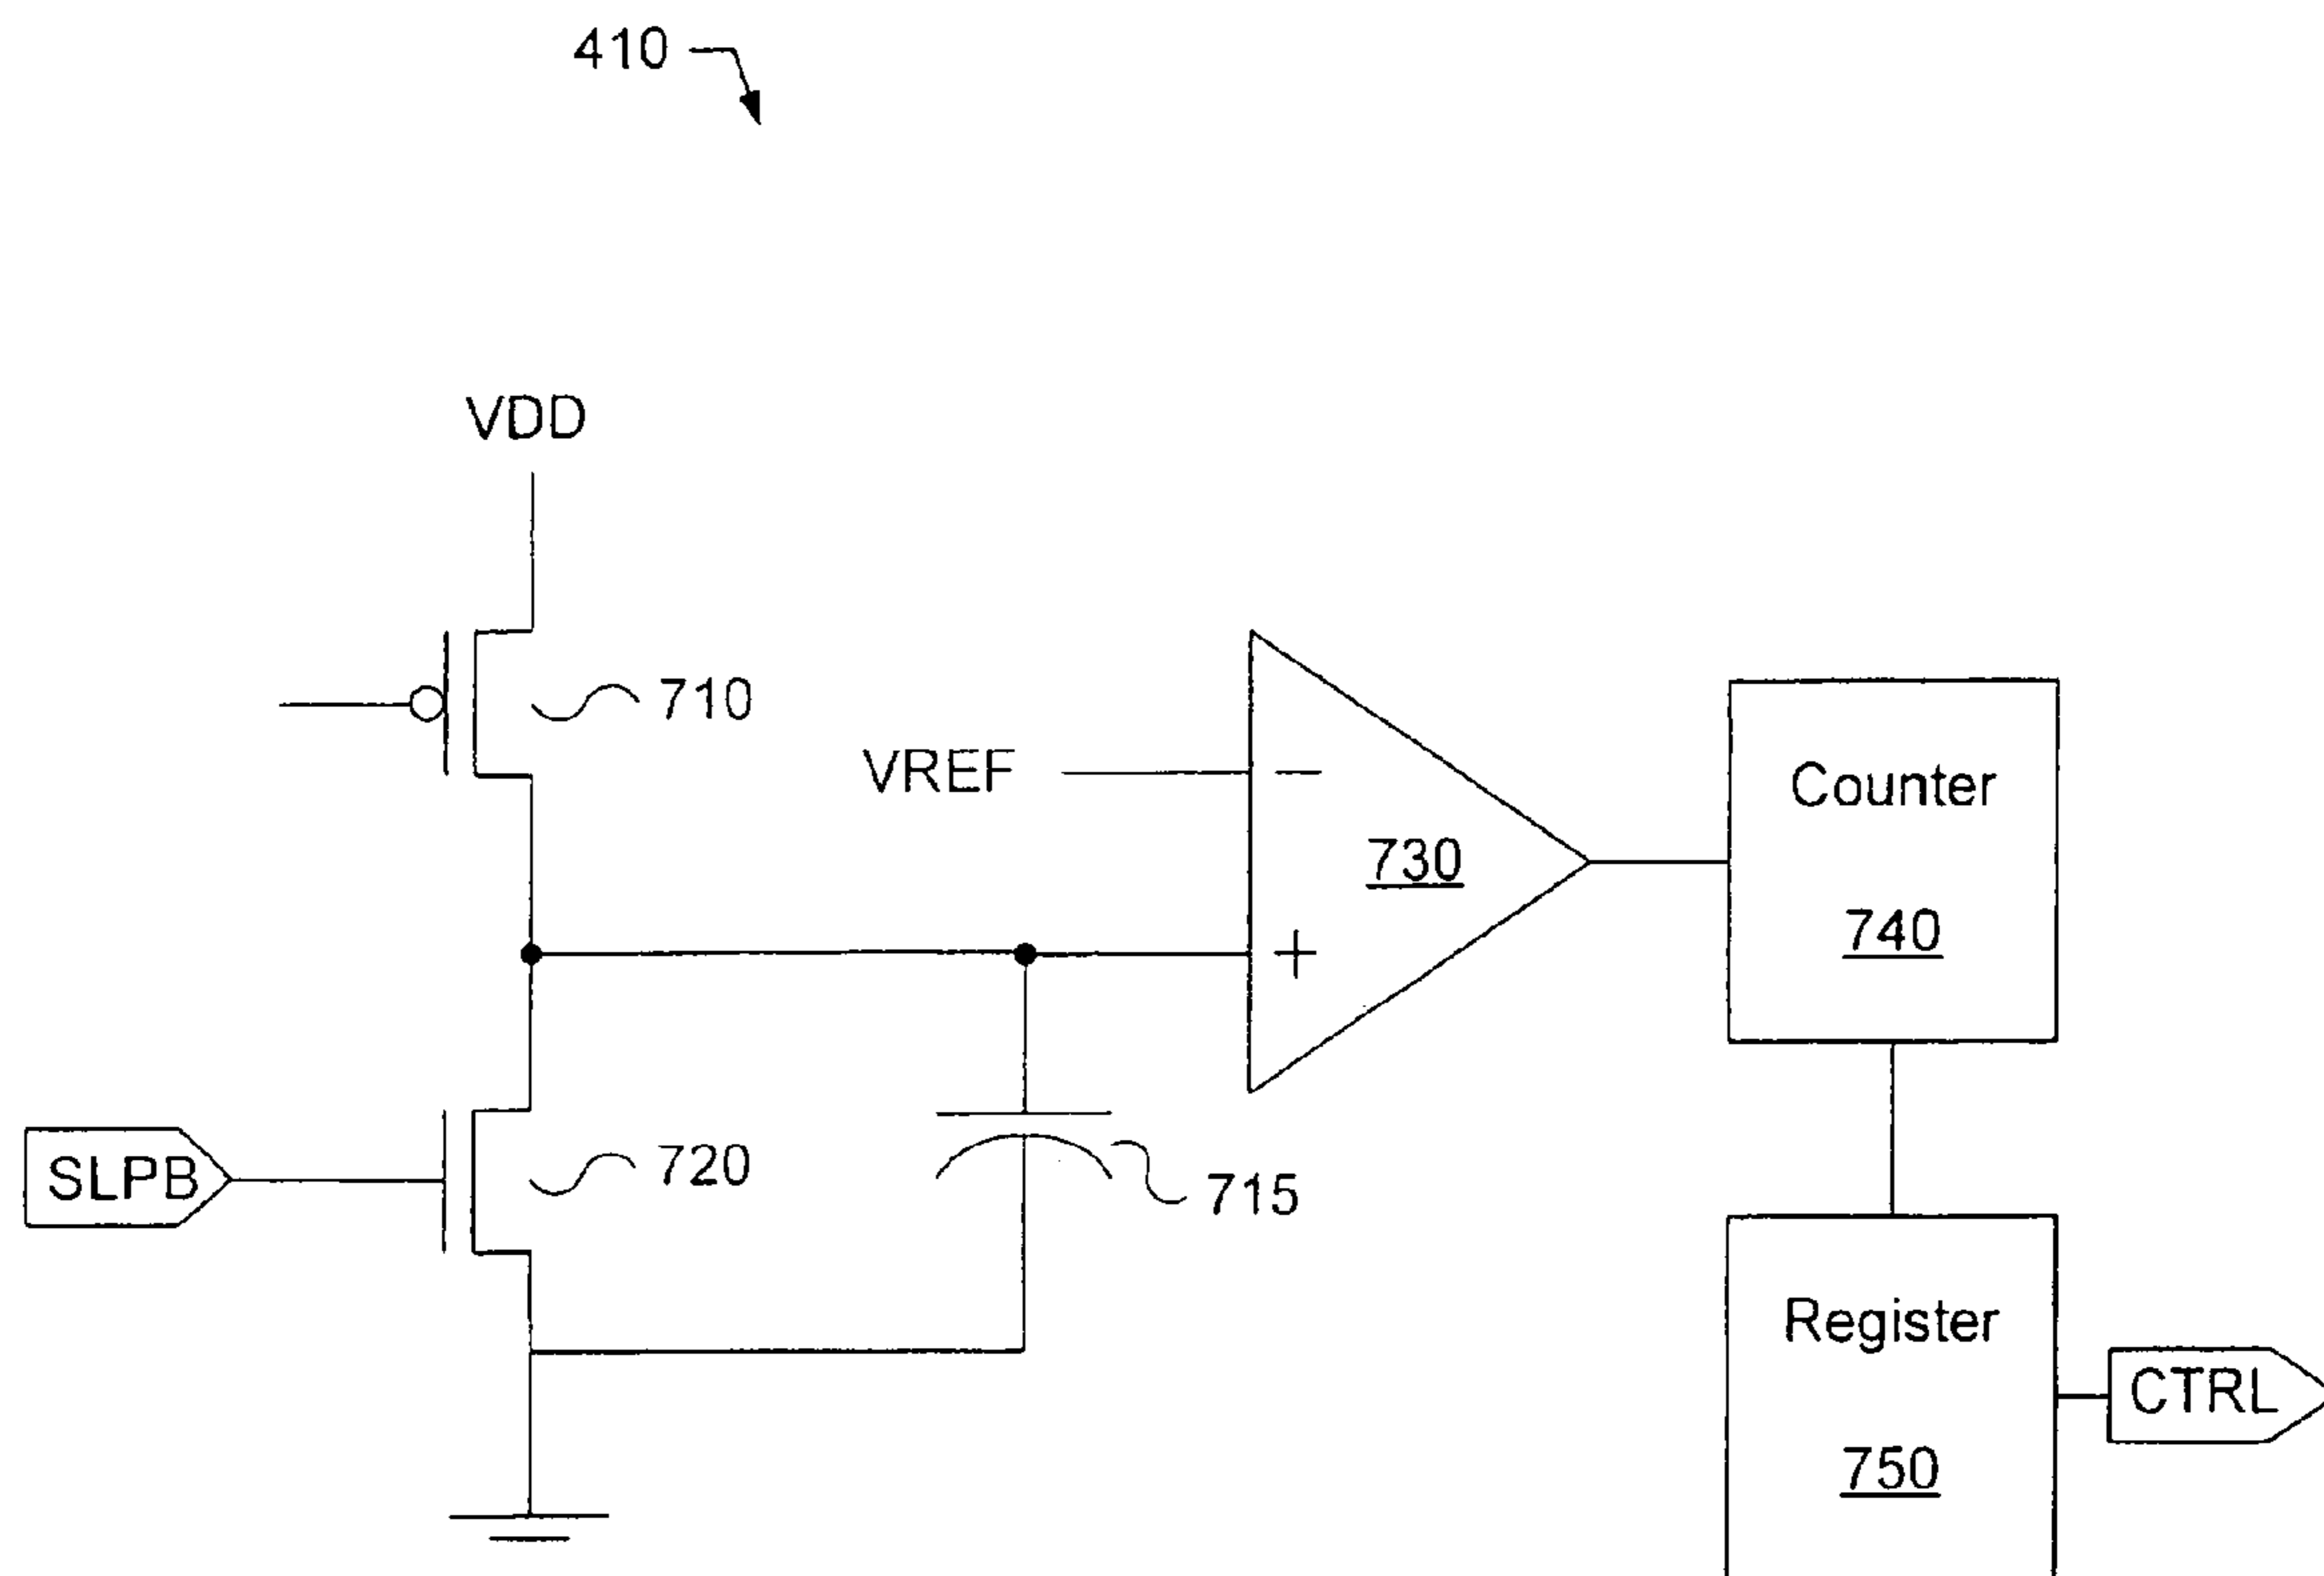 410
VDD
710
VREF
−
730
+
Counter
740
SLPB
720
715
Register
750
CTRL